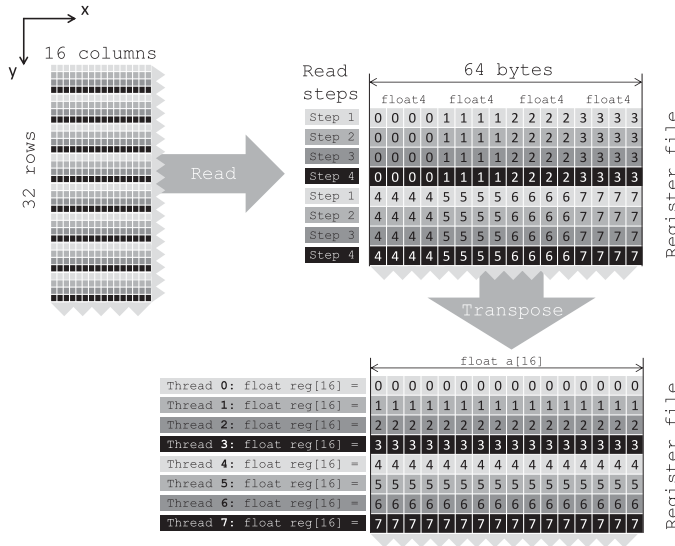 x
y
16 columns
32 rows
Read
Read
steps
64 bytes
float4 float4 float4 float4
Step 1 0 0 0 0 1 1 1 1 2 2 2 2 3 3 3 3
Step 2 0 0 0 0 1 1 1 1 2 2 2 2 3 3 3 3
Step 3 0 0 0 0 1 1 1 1 2 2 2 2 3 3 3 3
Step 4 0 0 0 0 1 1 1 1 2 2 2 2 3 3 3 3
Step 1 4 4 4 4 5 5 5 5 6 6 6 6 7 7 7 7
Step 2 4 4 4 4 5 5 5 5 6 6 6 6 7 7 7 7
Step 3 4 4 4 4 5 5 5 5 6 6 6 6 7 7 7 7
Step 4 4 4 4 4 5 5 5 5 6 6 6 6 7 7 7 7
Register file
Transpose
float a[16]
Thread 0: float reg[16] = 0 0 0 0 0 0 0 0 0 0 0 0 0 0 0 0
Thread 1: float reg[16] = 1 1 1 1 1 1 1 1 1 1 1 1 1 1 1 1
Thread 2: float reg[16] = 2 2 2 2 2 2 2 2 2 2 2 2 2 2 2 2
Thread 3: float reg[16] = 3 3 3 3 3 3 3 3 3 3 3 3 3 3 3 3
Thread 4: float reg[16] = 4 4 4 4 4 4 4 4 4 4 4 4 4 4 4 4
Thread 5: float reg[16] = 5 5 5 5 5 5 5 5 5 5 5 5 5 5 5 5
Thread 6: float reg[16] = 6 6 6 6 6 6 6 6 6 6 6 6 6 6 6 6
Thread 7: float reg[16] = 7 7 7 7 7 7 7 7 7 7 7 7 7 7 7 7
Register file